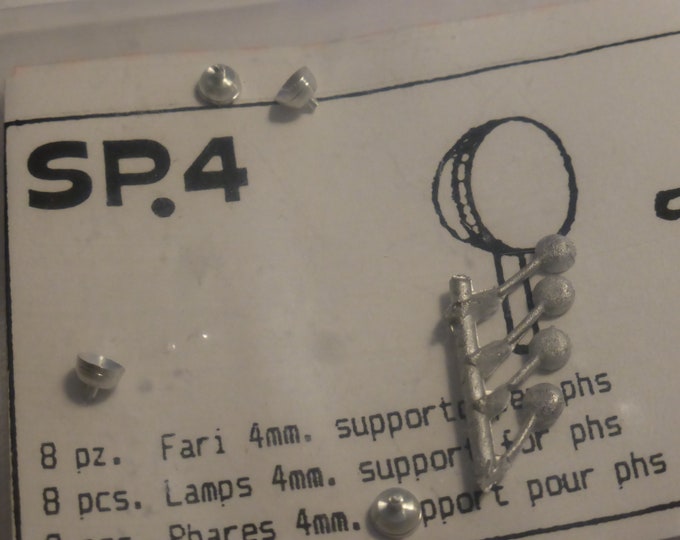 SP.4
8 pz. Fari 4mm. support phs
8 pcs. Lamps 4mm. support for phs
Phares 4mm. pour phs